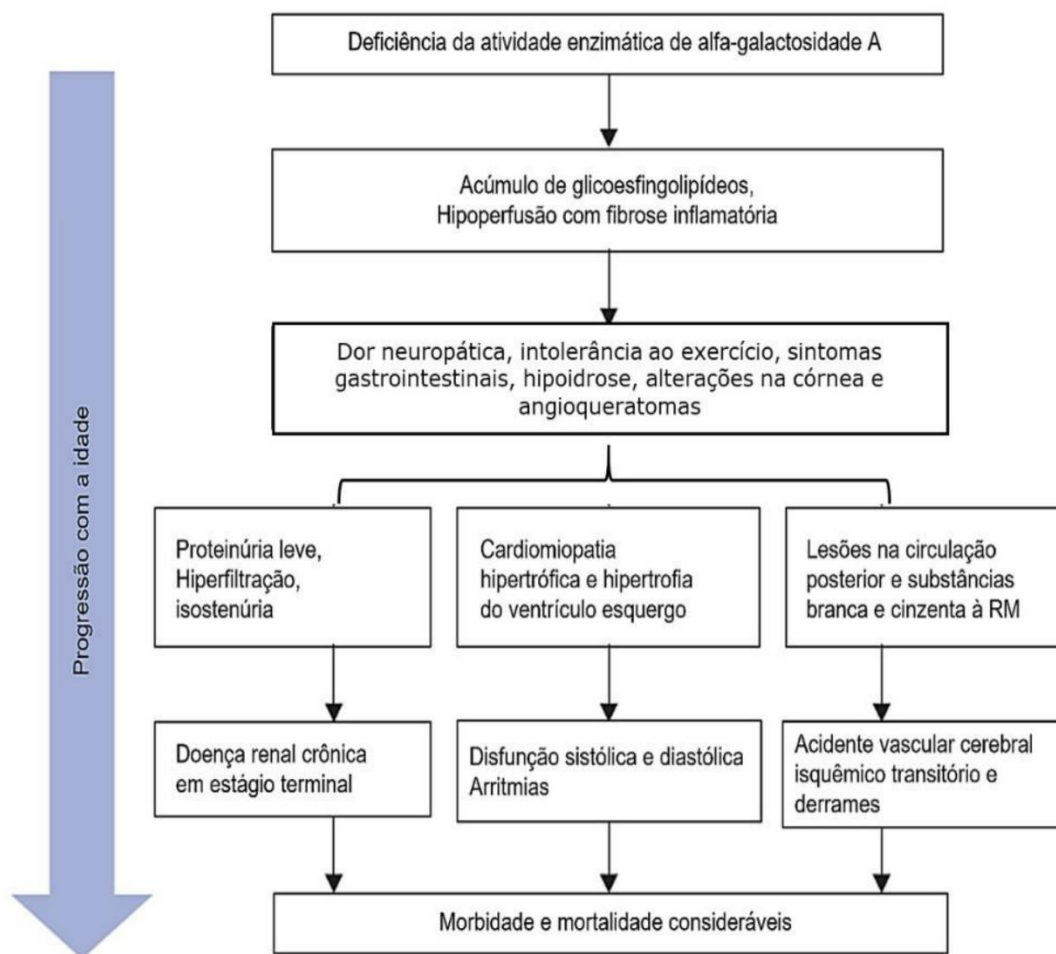 Deficiência da atividade enzimática de alfa-galactosidade A
Acúmulo de glicoesfingolipídeos,
Hipoperfusão com fibrose inflamatória
Dor neuropática, intolerância ao exercício, sintomas
gastrointestinais, hipoidrose, alterações na córnea e
angioqueratomas
Progressão com a idade
Proteinúria leve,
Hiperfiltração,
isostenúria
Cardiomiopatia
hipertrófica e hipertrofia
do ventrículo esquergo
Lesões na circulação
posterior e substâncias
branca e cinzenta à RM
Doença renal crônica
em estágio terminal
Disfunção sistólica e diastólica
Arritmias
Acidente vascular cerebral
isquêmico transitório e
derrames
Morbidade e mortalidade consideráveis